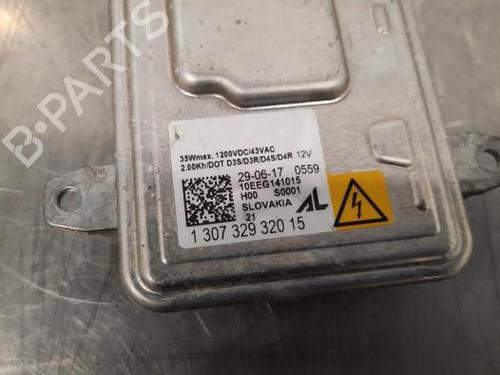 B-PARTS
35Wmax. 1200VDC/43VAC
2.00Kh/DOT D3S/D3R/D4S/D4R 12V
29-06-17 0559
10EEG141015
H00 S0001
SLOVAKIA
21
AL
1 307 329 320 15